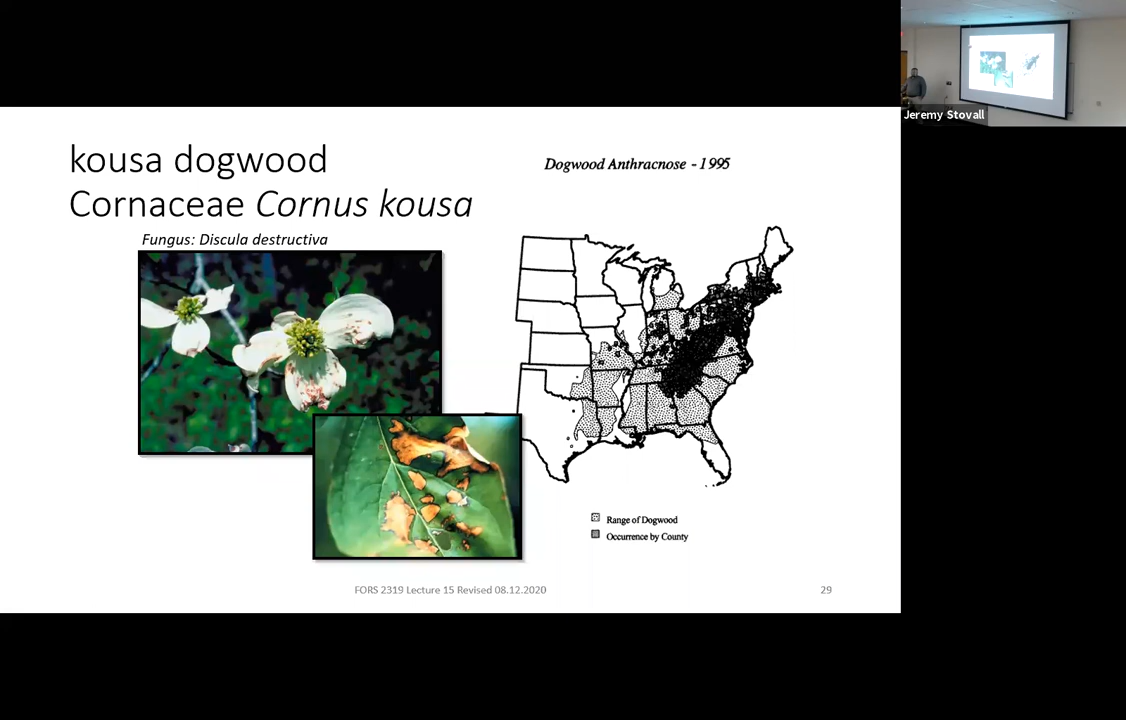 kousa dogwood
Cornaceae Cornus kousa
Fungus: Discula destructiva
Dogwood Anthracnose - 1995
Range of Dogwood
Occurrence by County
FORS 2319 Lecture 15 Revised 08.12.2020
29
Jeremy Stovall